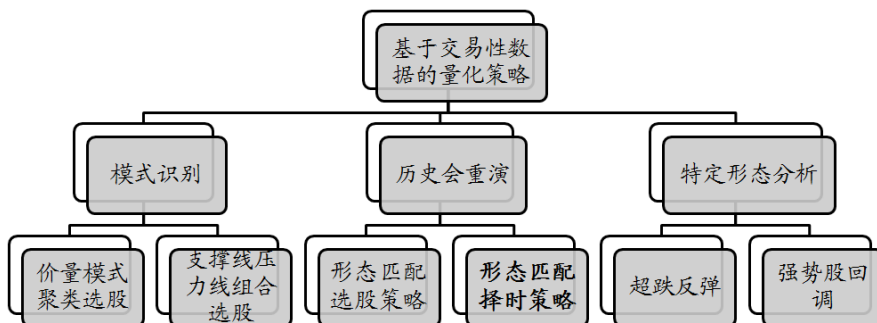 基于交易性数
据的量化策略
模式识别
历史会重演
特定形态分析
价量模式
聚类选股
支撑线压
力线组合
选股
形态匹配
选股策略
形态匹配
择时策略
超跌反弹
强势股回
调